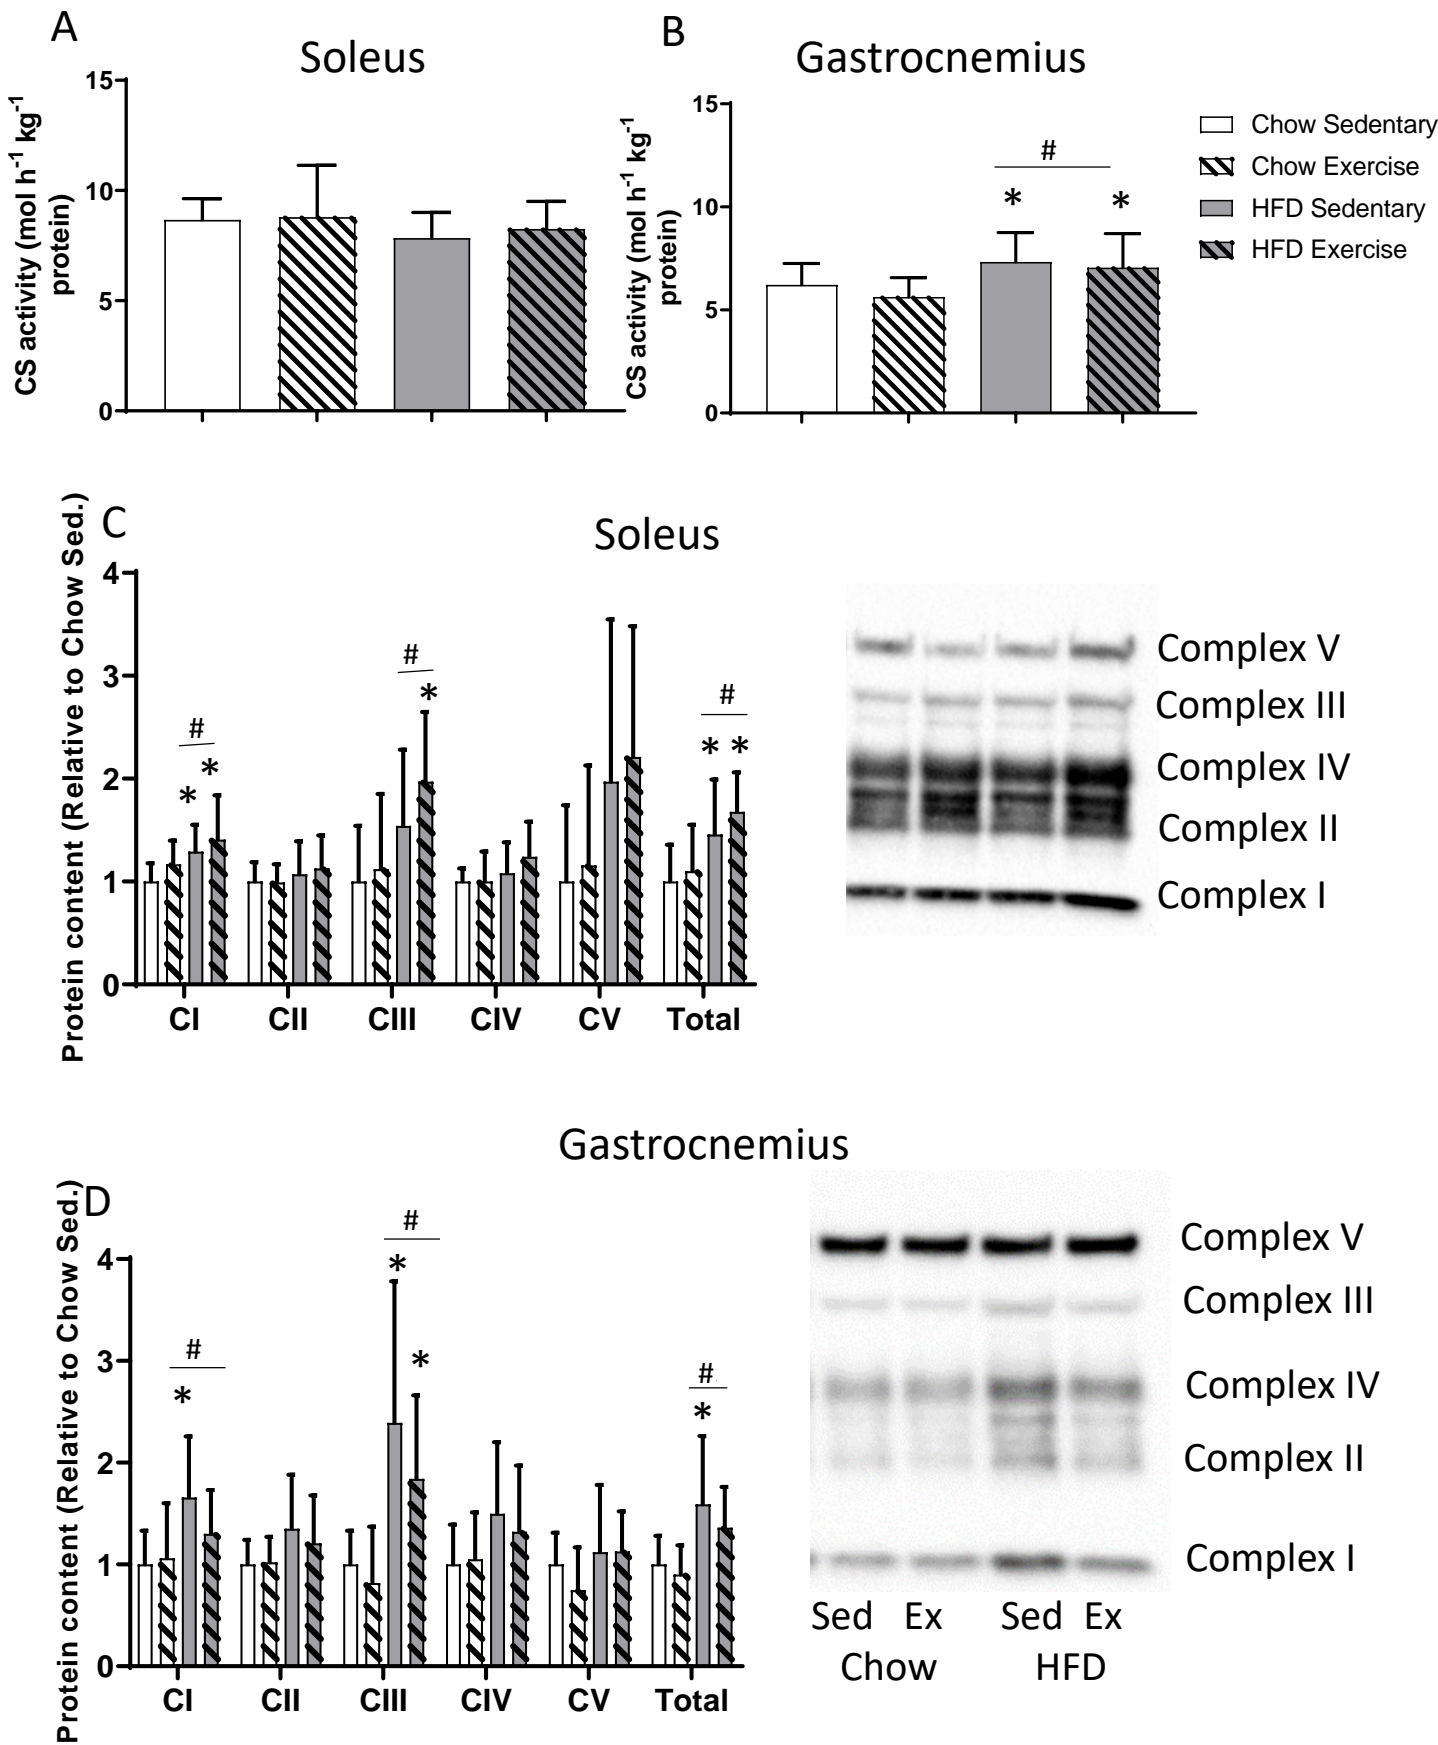 A
Soleus
CS activity (mol h⁻¹ kg⁻¹
protein)
15
10
5
0
B
Gastrocnemius
CS activity (mol h⁻¹ kg⁻¹
protein)
15
10
5
0
#
* *
Chow Sedentary
Chow Exercise
HFD Sedentary
HFD Exercise
C
Soleus
Protein content (Relative to Chow Sed.)
4
3
2
1
0
#
* *
#
*
#
* *
CI CII CIII CIV CV Total
Complex V
Complex III
Complex IV
Complex II
Complex I
Gastrocnemius
D
Protein content (Relative to Chow Sed.)
4
3
2
1
0
#
*
#
*
*
#
*
CI CII CIII CIV CV Total
Complex V
Complex III
Complex IV
Complex II
Complex I
Sed Ex Sed Ex
Chow HFD